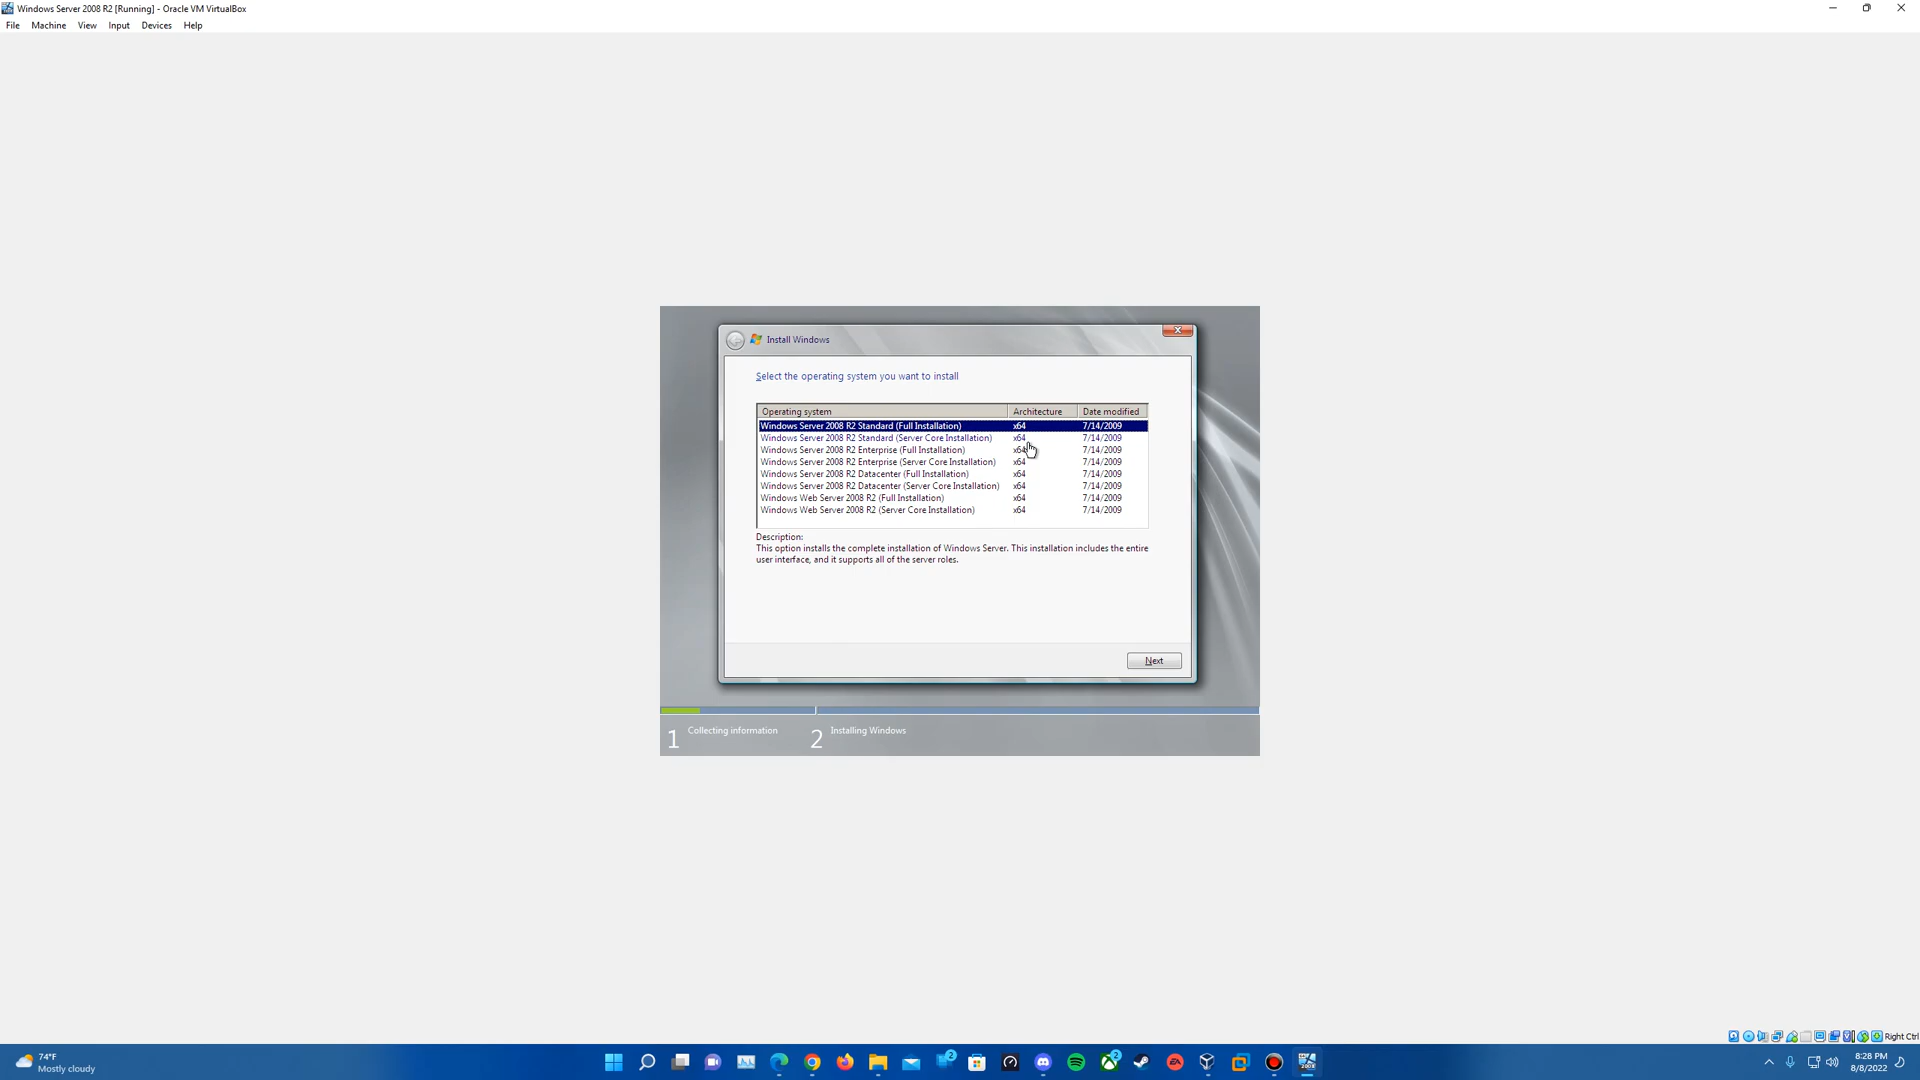 Windows Server 2008 R2 [Running] - Oracle VM VirtualBox
File Machine View Input Devices Help
Install Windows
Select the operating system you want to install
Operating system Architecture Date modified
Windows Server 2008 R2 Standard (Full Installation) x64 7/14/2009
Windows Server 2008 R2 Standard (Server Core Installation) x64 7/14/2009
Windows Server 2008 R2 Enterprise (Full Installation) x64 7/14/2009
Windows Server 2008 R2 Enterprise (Server Core Installation) x64 7/14/2009
Windows Server 2008 R2 Datacenter (Full Installation) x64 7/14/2009
Windows Server 2008 R2 Datacenter (Server Core Installation) x64 7/14/2009
Windows Web Server 2008 R2 (Full Installation) x64 7/14/2009
Windows Web Server 2008 R2 (Server Core Installation) x64 7/14/2009
Description:
This option installs the complete installation of Windows Server. This installation includes the entire
user interface, and it supports all of the server roles.
Next
1 Collecting information 2 Installing Windows
Right Ctrl
74°F
Mostly cloudy
2
2
EA
2008
8:28 PM
8/8/2022